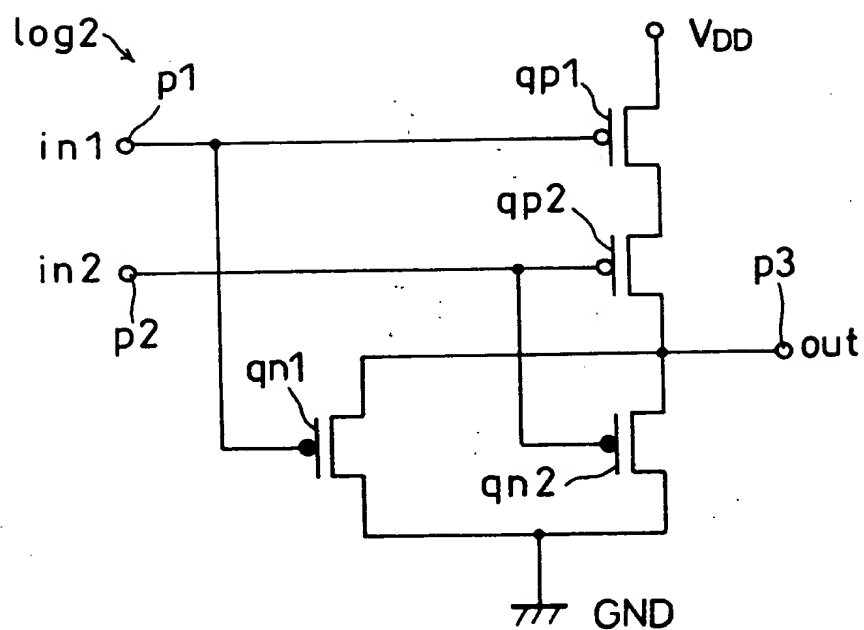 log2
VDD
p1
qp1
in1
qp2
in2
p3
p2
out
qn1
qn2
GND